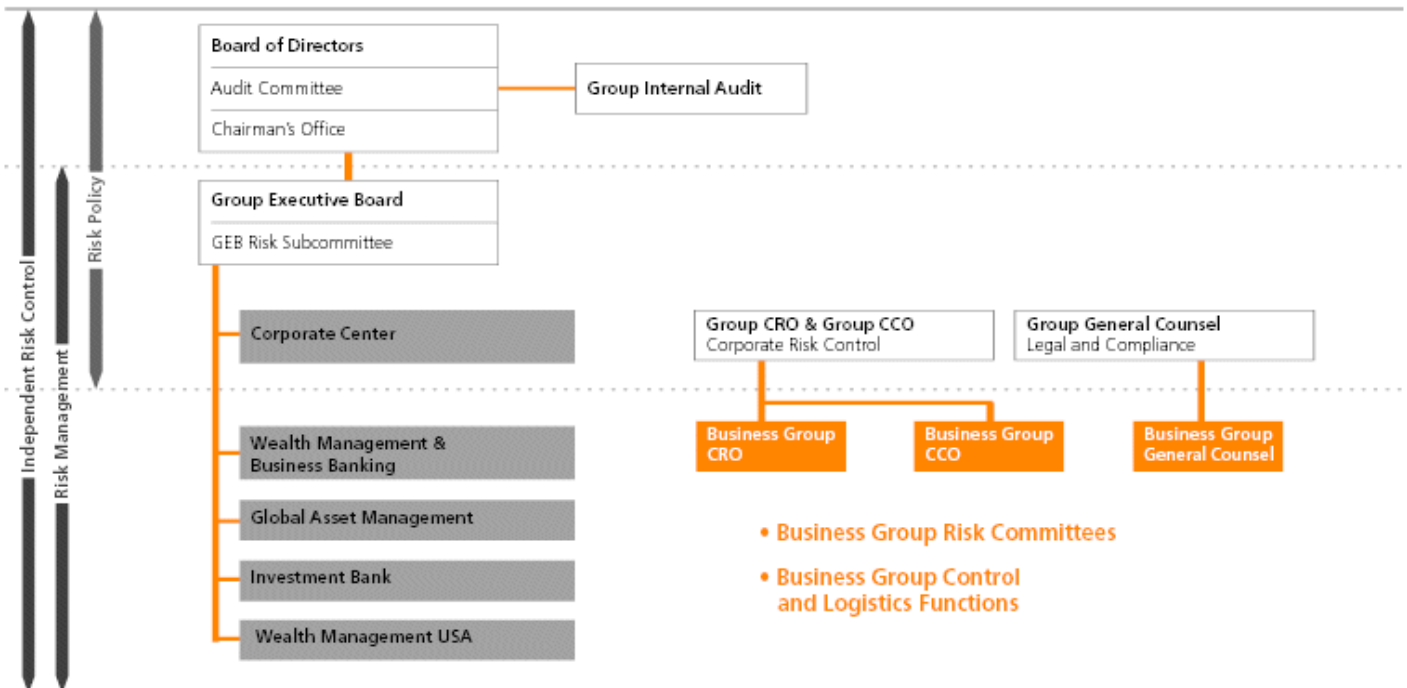 Independent Risk Control
Risk Management
Risk Policy
Board of Directors
Audit Committee
Chairman's Office
Group Internal Audit
Group Executive Board
GEB Risk Subcommittee
Corporate Center
Group CRO & Group CCO
Corporate Risk Control
Group General Counsel
Legal and Compliance
Wealth Management &
Business Banking
Business Group
CRO
Business Group
CCO
Business Group
General Counsel
Global Asset Management
Investment Bank
Wealth Management USA
• Business Group Risk Committees
• Business Group Control
and Logistics Functions